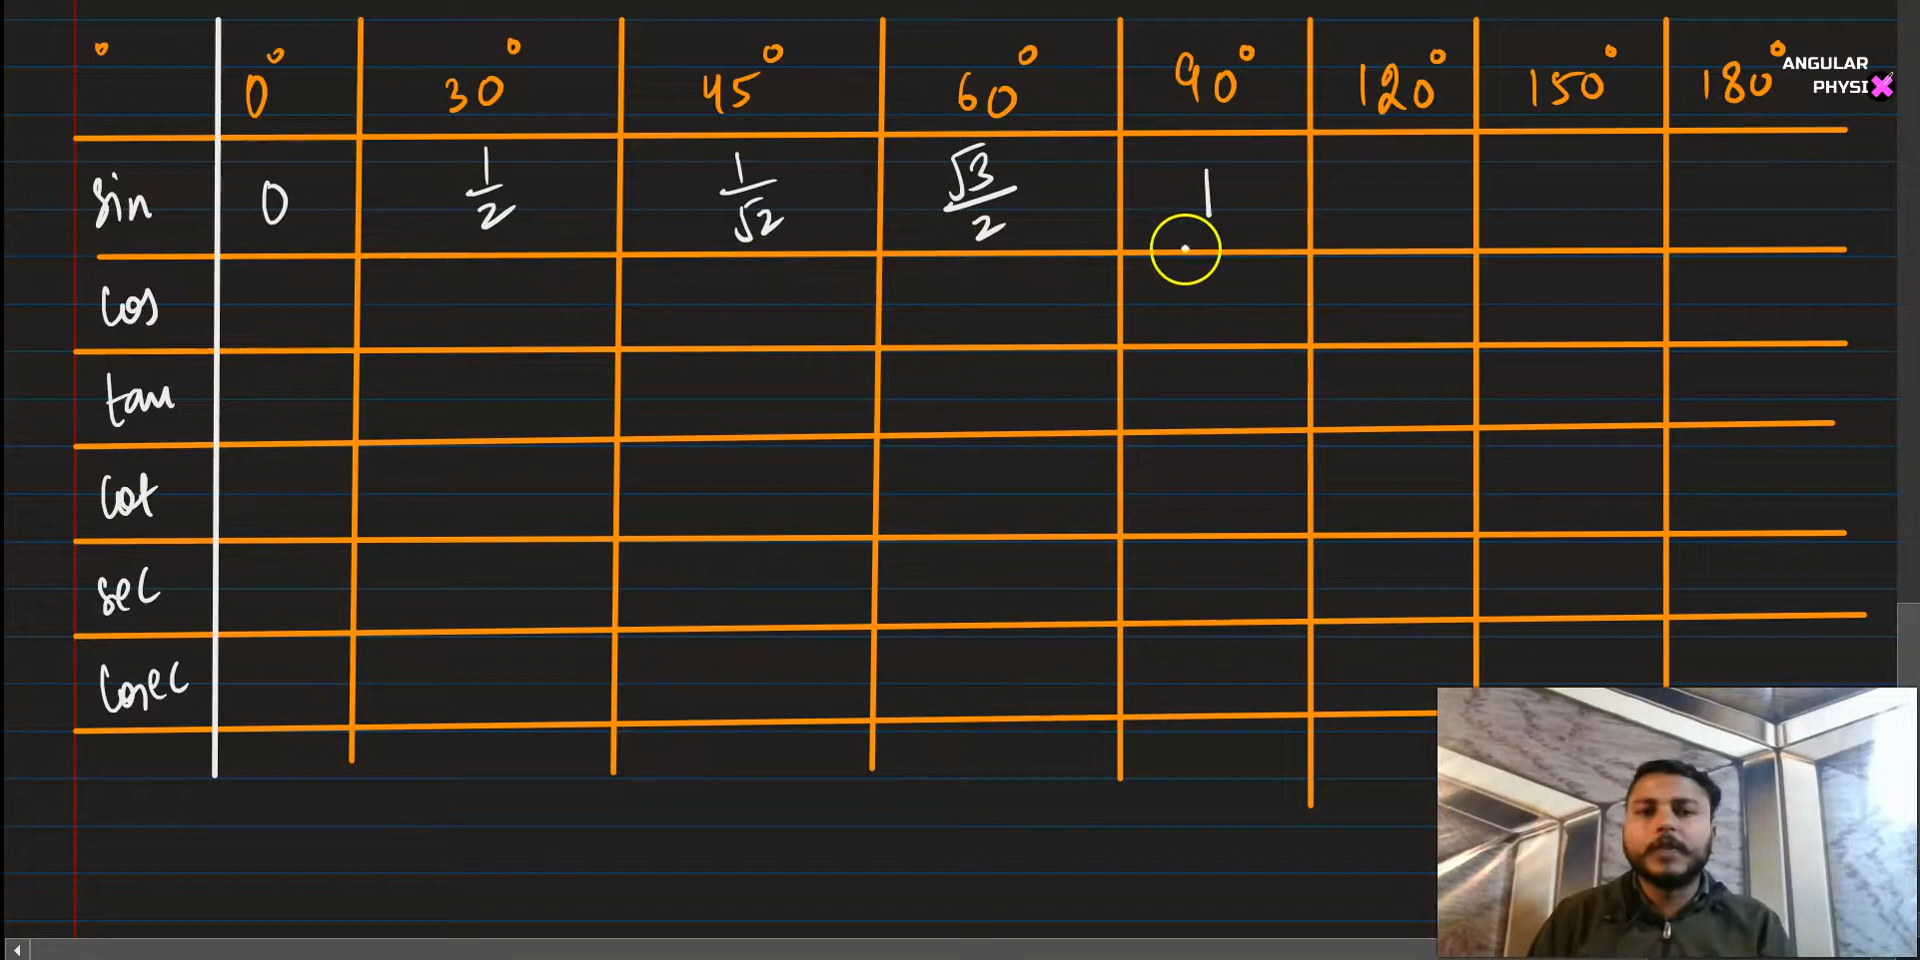 0° 30° 45° 60° 90° 120° 150° 180°
ANGULAR
PHYSI
sin 0 1/2 1/√2 √3/2 1
cos
tan
cot
sec
cosec